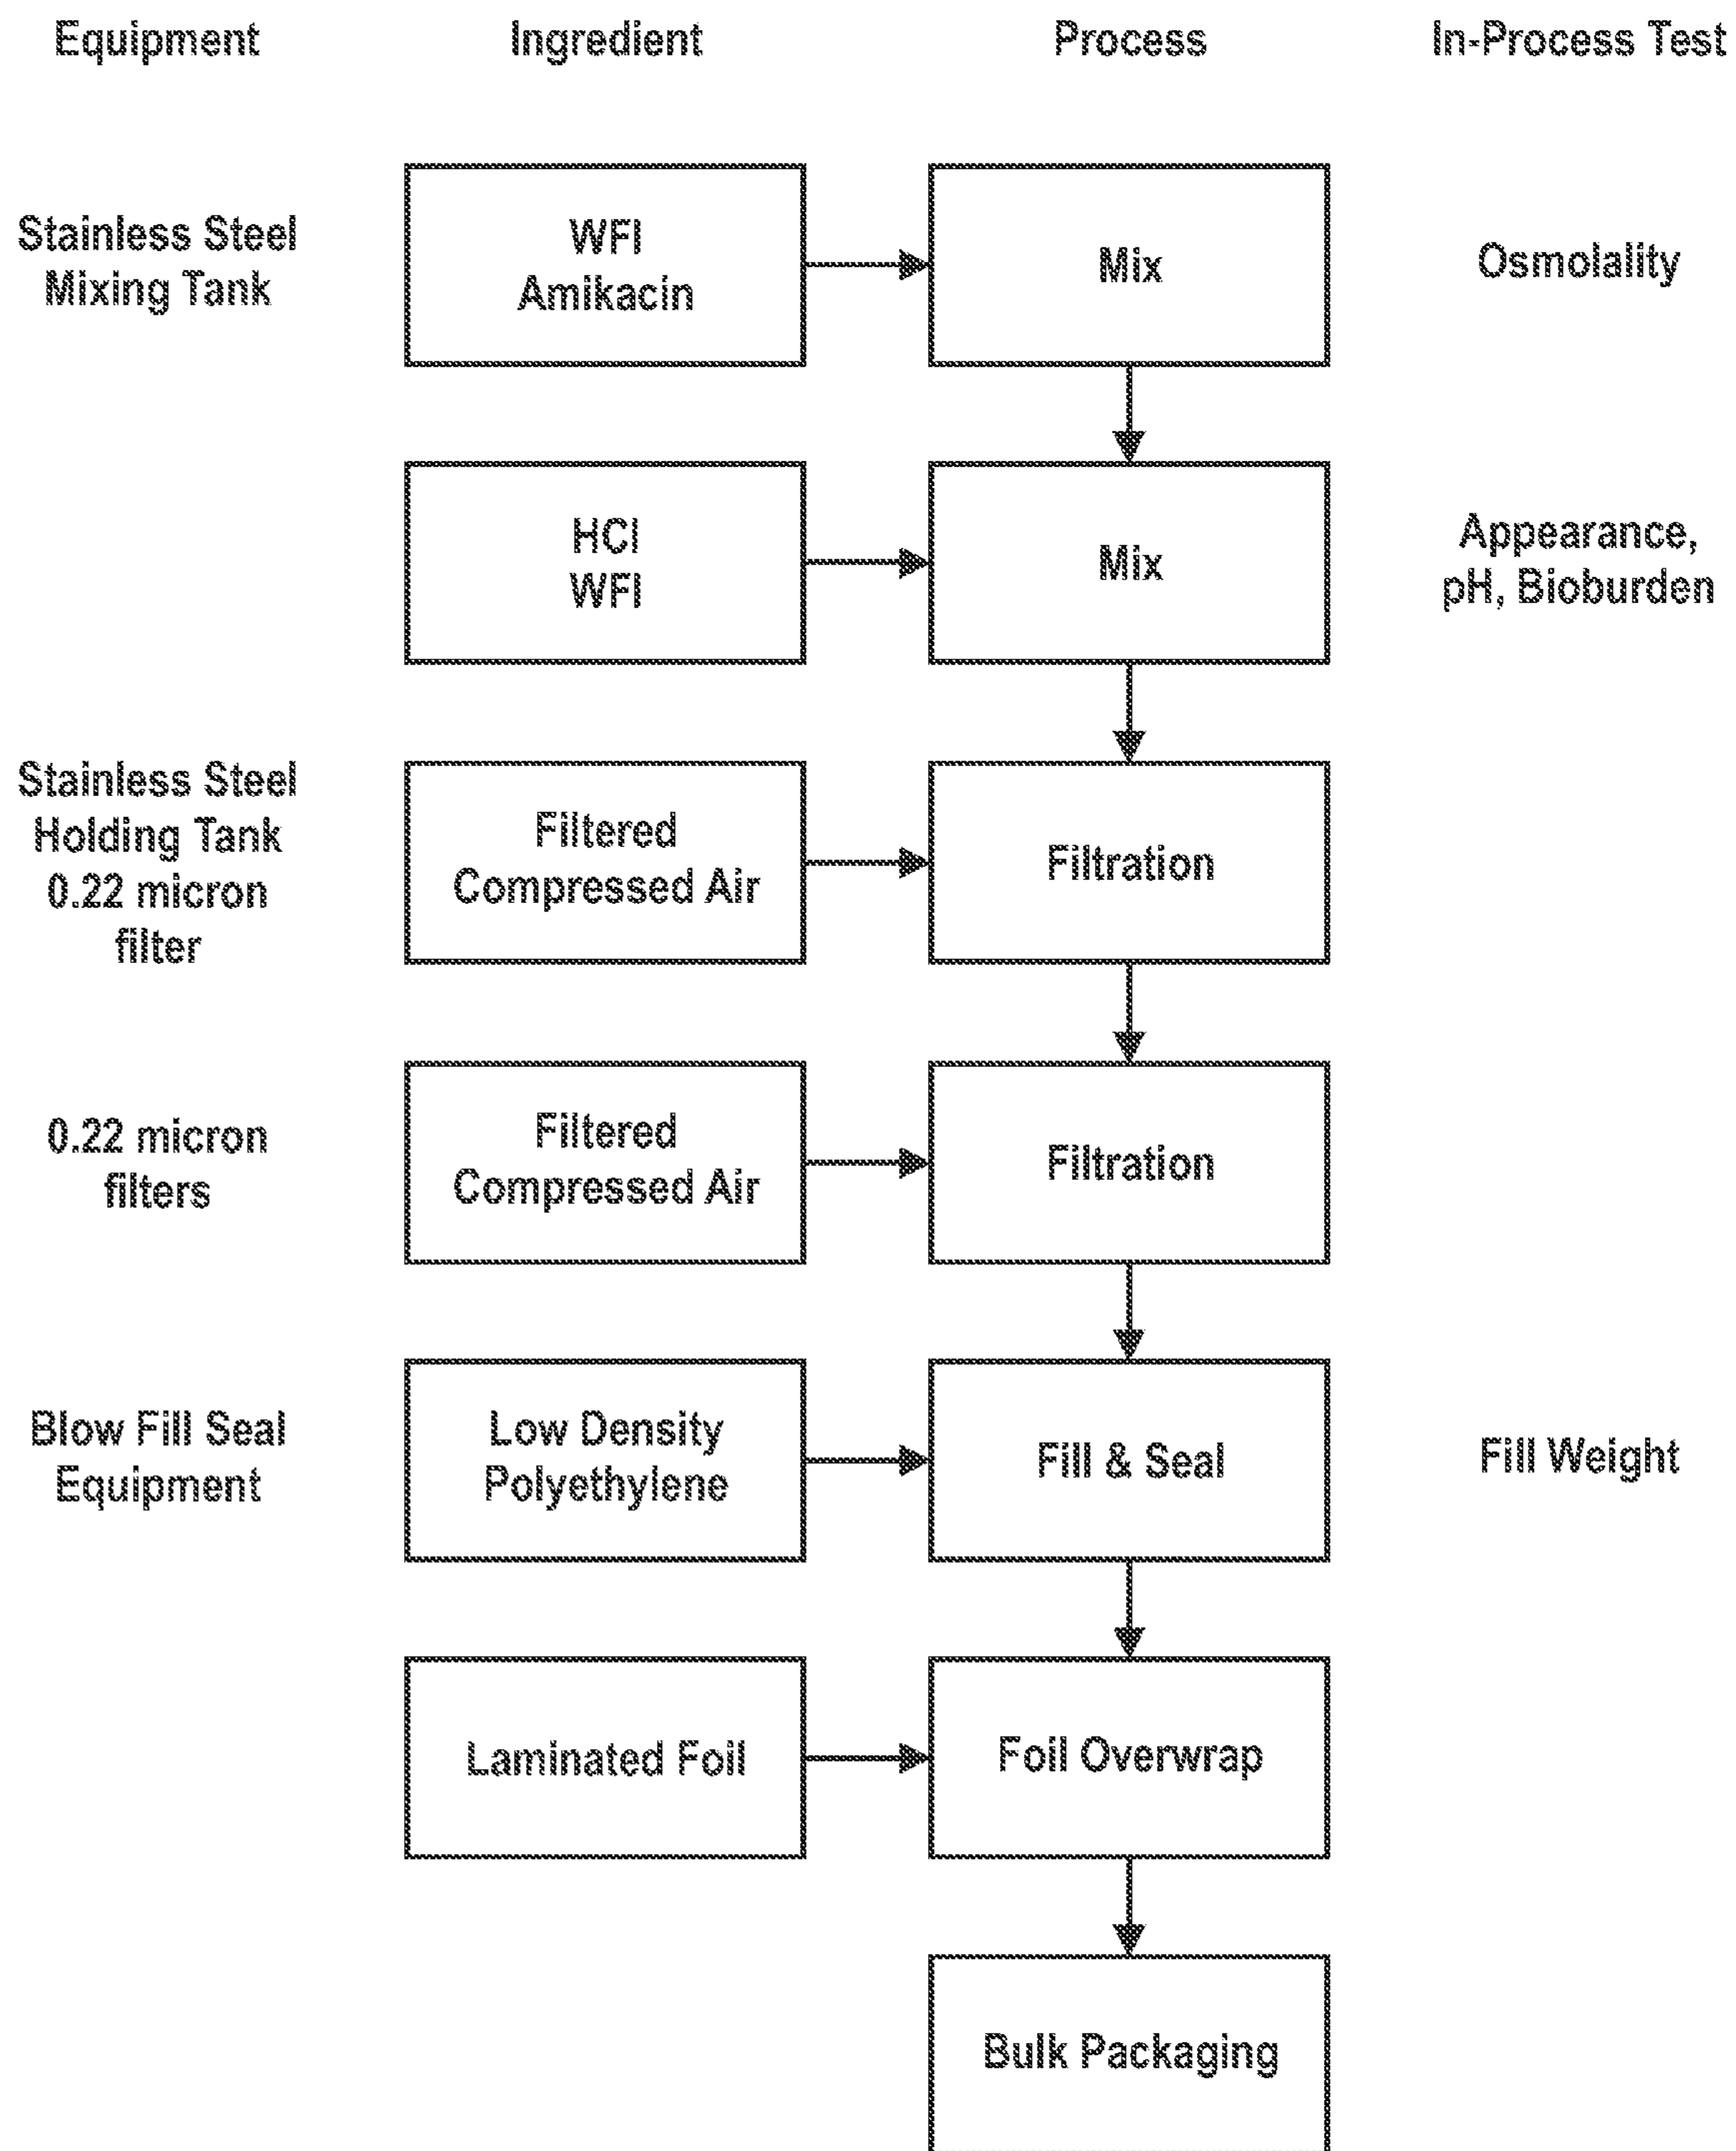 Equipment
Ingredient
Process
In-Process Test
Stainless Steel
Mixing Tank
WFI
Amikacin
Mix
Osmolality
HCl
WFI
Mix
Appearance,
pH, Bioburden
Stainless Steel
Holding Tank
0.22 micron
filter
Filtered
Compressed Air
Filtration
0.22 micron
filters
Filtered
Compressed Air
Filtration
Blow Fill Seal
Equipment
Low Density
Polyethylene
Fill & Seal
Fill Weight
Laminated Foil
Foil Overwrap
Bulk Packaging